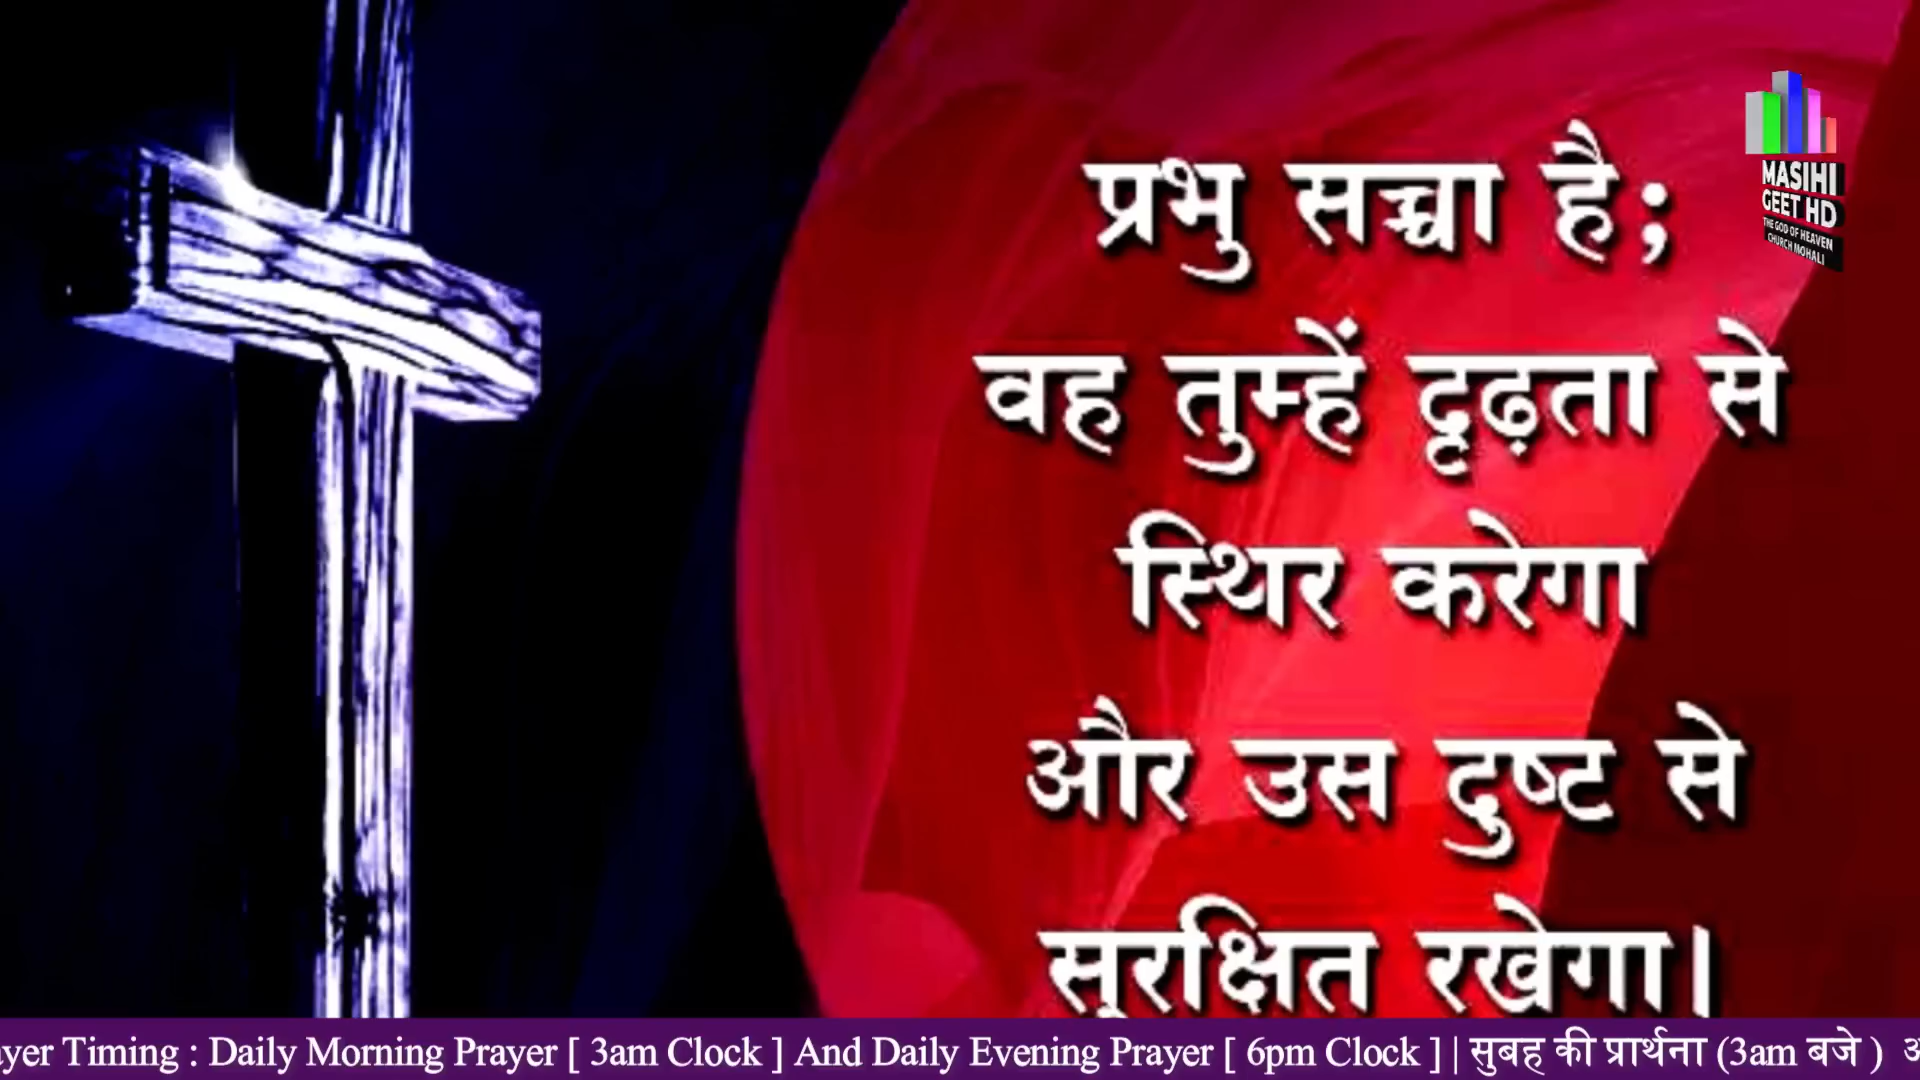 प्रभु सच्चा है;
वह तुम्हें दृढ़ता से
स्थिर करेगा
और उस दुष्ट से
सुरक्षित रखेगा।
MASIHI
GEET HD
THE GOD OF HEAVEN
CHURCH MOHALI
ayer Timing : Daily Morning Prayer [ 3am Clock ] And Daily Evening Prayer [ 6pm Clock ] | सुबह की प्रार्थना (3am बजे )